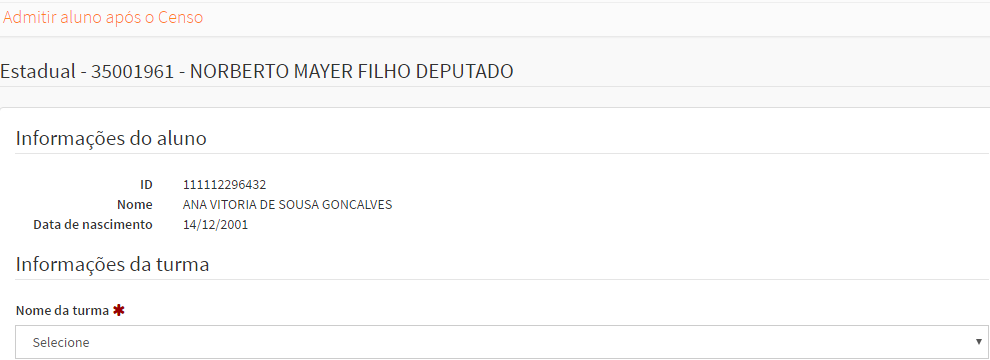 Admitir aluno após o Censo
Estadual - 35001961 - NORBERTO MAYER FILHO DEPUTADO
Informações do aluno
ID 111112296432
Nome ANA VITORIA DE SOUSA GONCALVES
Data de nascimento 14/12/2001
Informações da turma
Nome da turma ✱
Selecione